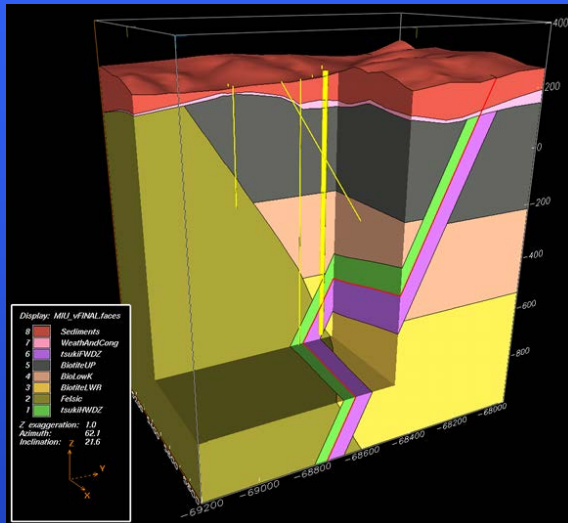 400
200
0
-200
-400
-600
-800
-69200
-69000
-68800
-68600
-68400
-68200
-68000
Display: MIU_vFINAL.faces
8 Sediments
7 WeathAndCong
6 tsukiFWDZ
5 BiotiteUP
4 BioLowK
3 BiotiteLWR
2 Felsic
1 tsukiHWDZ
Z exaggeration: 1.0
Azimuth: 62.1
Inclination: 21.6
Z
Y
X